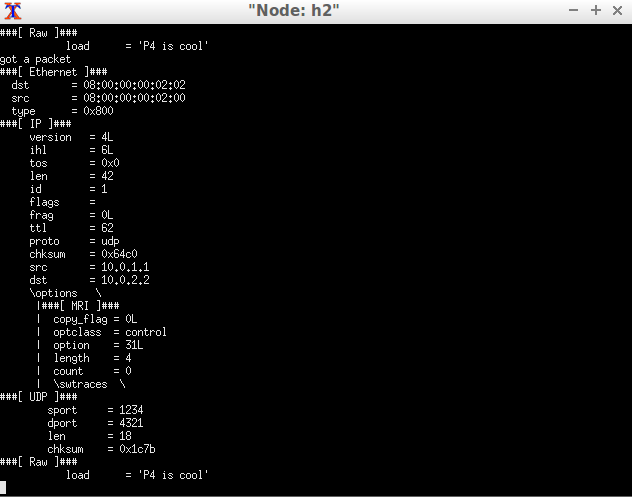 "Node: h2"
###[ Raw ]###
load = 'P4 is cool'
got a packet
###[ Ethernet ]###
dst = 08:00:00:00:02:02
src = 08:00:00:00:02:00
type = 0x800
###[ IP ]###
version = 4L
ihl = 6L
tos = 0x0
len = 42
id = 1
flags =
frag = 0L
ttl = 62
proto = udp
chksum = 0x64c0
src = 10.0.1.1
dst = 10.0.2.2
\options \
|###[ MRI ]###
| copy_flag = 0L
| optclass = control
| option = 31L
| length = 4
| count = 0
| \swtraces \
###[ UDP ]###
sport = 1234
dport = 4321
len = 18
chksum = 0x1c7b
###[ Raw ]###
load = 'P4 is cool'